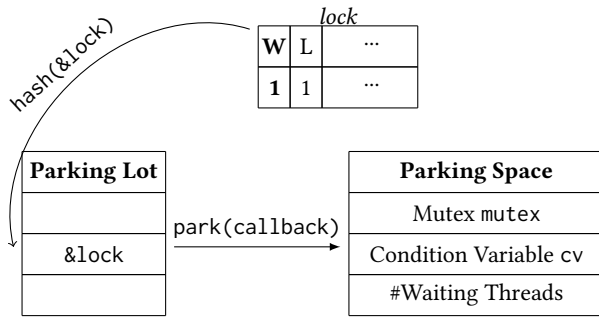 lock
W L ...
1 1 ...
hash(&lock)
Parking Lot
&lock
park(callback)
Parking Space
Mutex mutex
Condition Variable cv
#Waiting Threads